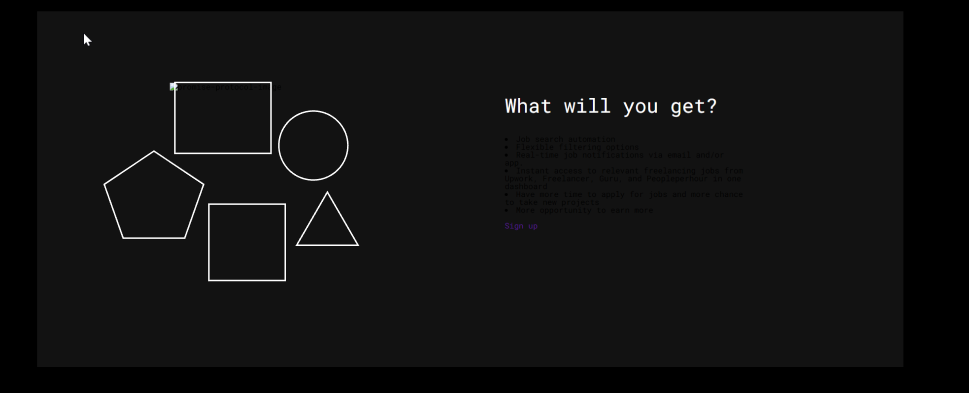 What will you get?
Job search automation
Flexible filtering options
Real-time job notifications via email and/or
app
Instant access to relevant freelancing jobs from
Upwork, Freelancer, Guru, and PeoplePerHour in one
dashboard
Have more time to apply for jobs and more chance
to take new projects
More opportunity to earn more
Sign up